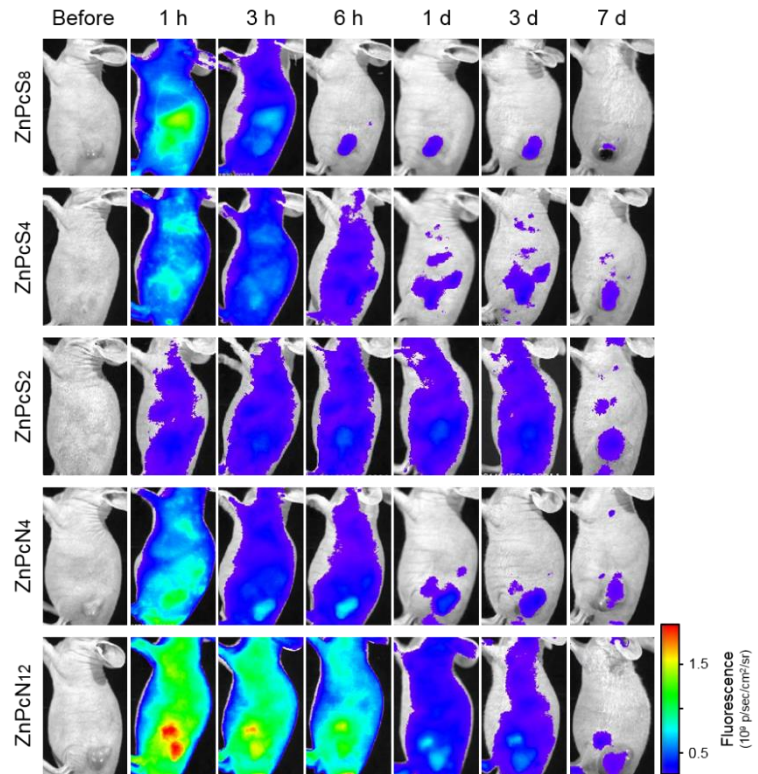 Before 1 h 3 h 6 h 1 d 3 d 7 d
ZnPcS8
ZnPcS4
ZnPcS2
ZnPcN4
ZnPcN12
1.5
0.5
Fluorescence
(10⁹ p/sec/cm²/sr)